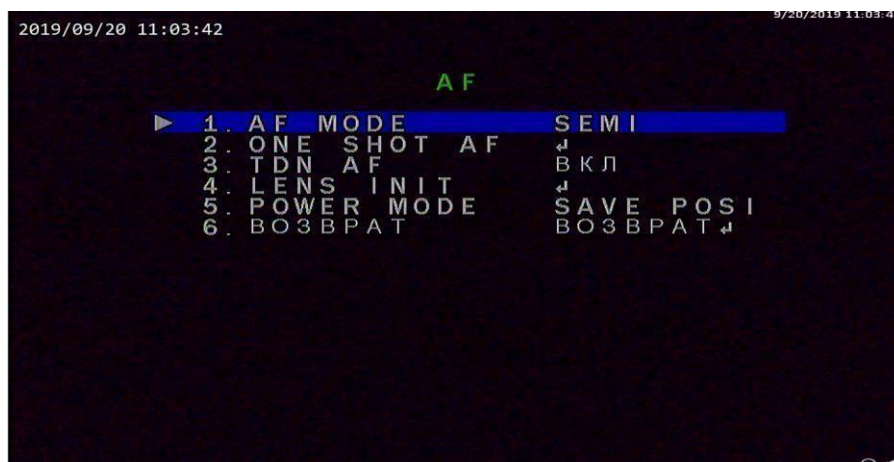 9/20/2019 11:03:4
2019/09/20 11:03:42
AF
1. AF MODE SEMI
2. ONE SHOT AF ↲
3. TDN AF ВКЛ
4. LENS INIT ↲
5. POWER MODE SAVE POSI
6. ВОЗВРАТ ВОЗВРАТ↲